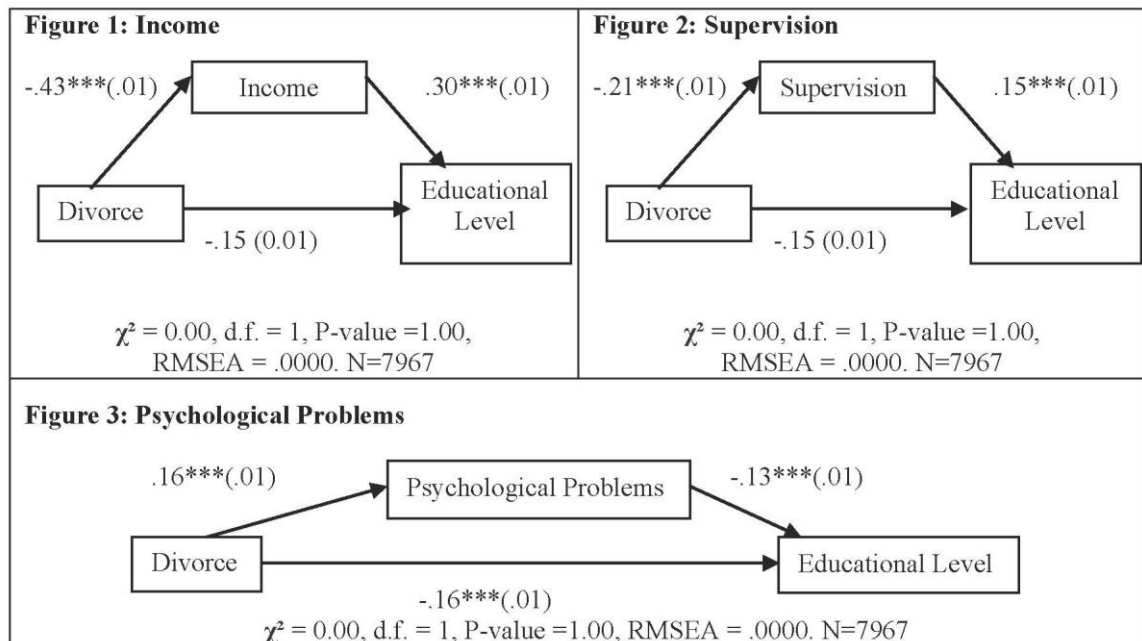 Figure 1: Income
-.43***(.01)
Income
.30***(.01)
Divorce
Educational
Level
-.15 (0.01)
χ² = 0.00, d.f. = 1, P-value =1.00,
RMSEA = .0000. N=7967
Figure 2: Supervision
-.21***(.01)
Supervision
.15***(.01)
Divorce
Educational
Level
-.15 (0.01)
χ² = 0.00, d.f. = 1, P-value =1.00,
RMSEA = .0000. N=7967
Figure 3: Psychological Problems
.16***(.01)
Psychological Problems
-.13***(.01)
Divorce
Educational Level
-.16***(.01)
χ² = 0.00, d.f. = 1, P-value =1.00, RMSEA = .0000. N=7967